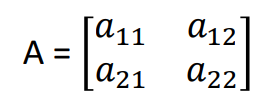 A = [a₁₁ a₁₂
a₂₁ a₂₂]